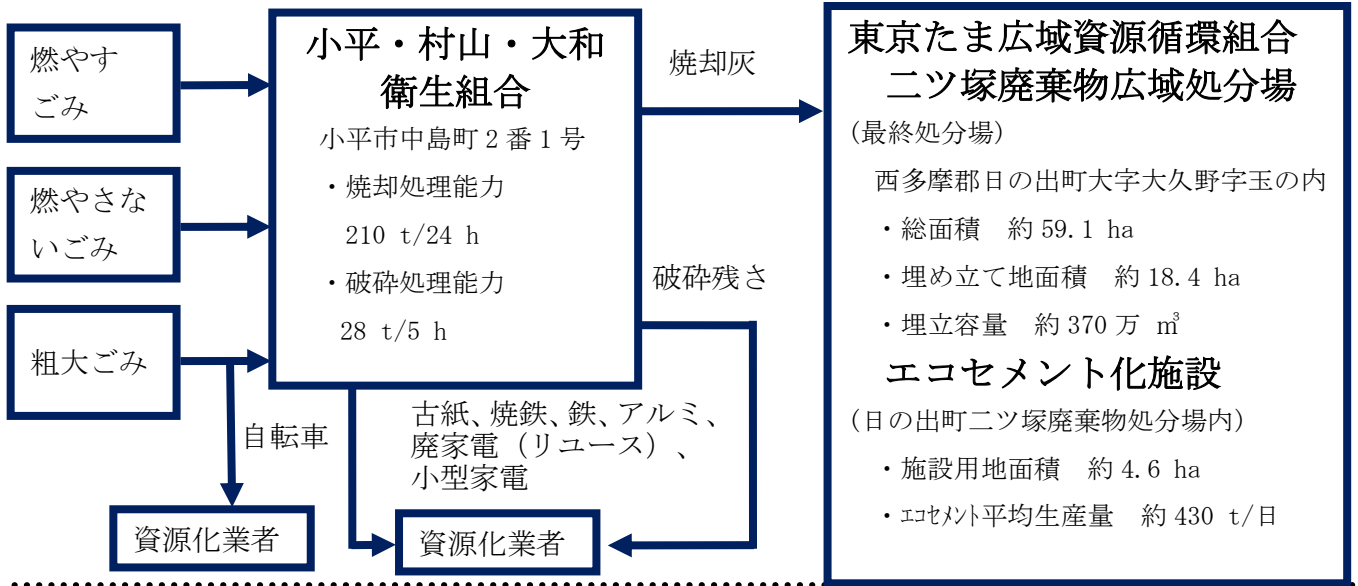 燃やす
ごみ
燃やさな
いごみ
粗大ごみ
自転車
資源化業者
小平・村山・大和
衛生組合
小平市中島町2番1号
・焼却処理能力
210 t/24 h
・破砕処理能力
28 t/5 h
古紙、焼鉄、鉄、アルミ、
廃家電（リユース）、
小型家電
資源化業者
焼却灰
破砕残さ
東京たま広域資源循環組合
二ツ塚廃棄物広域処分場
(最終処分場)
西多摩郡日の出町大字大久野字玉の内
・総面積　約59.1 ha
・埋め立て地面積　約18.4 ha
・埋立容量　約370万 ㎥
エコセメント化施設
(日の出町二ツ塚廃棄物処分場内)
・施設用地面積　約4.6 ha
・ｴｺｾﾒﾝﾄ平均生産量　約430 t/日